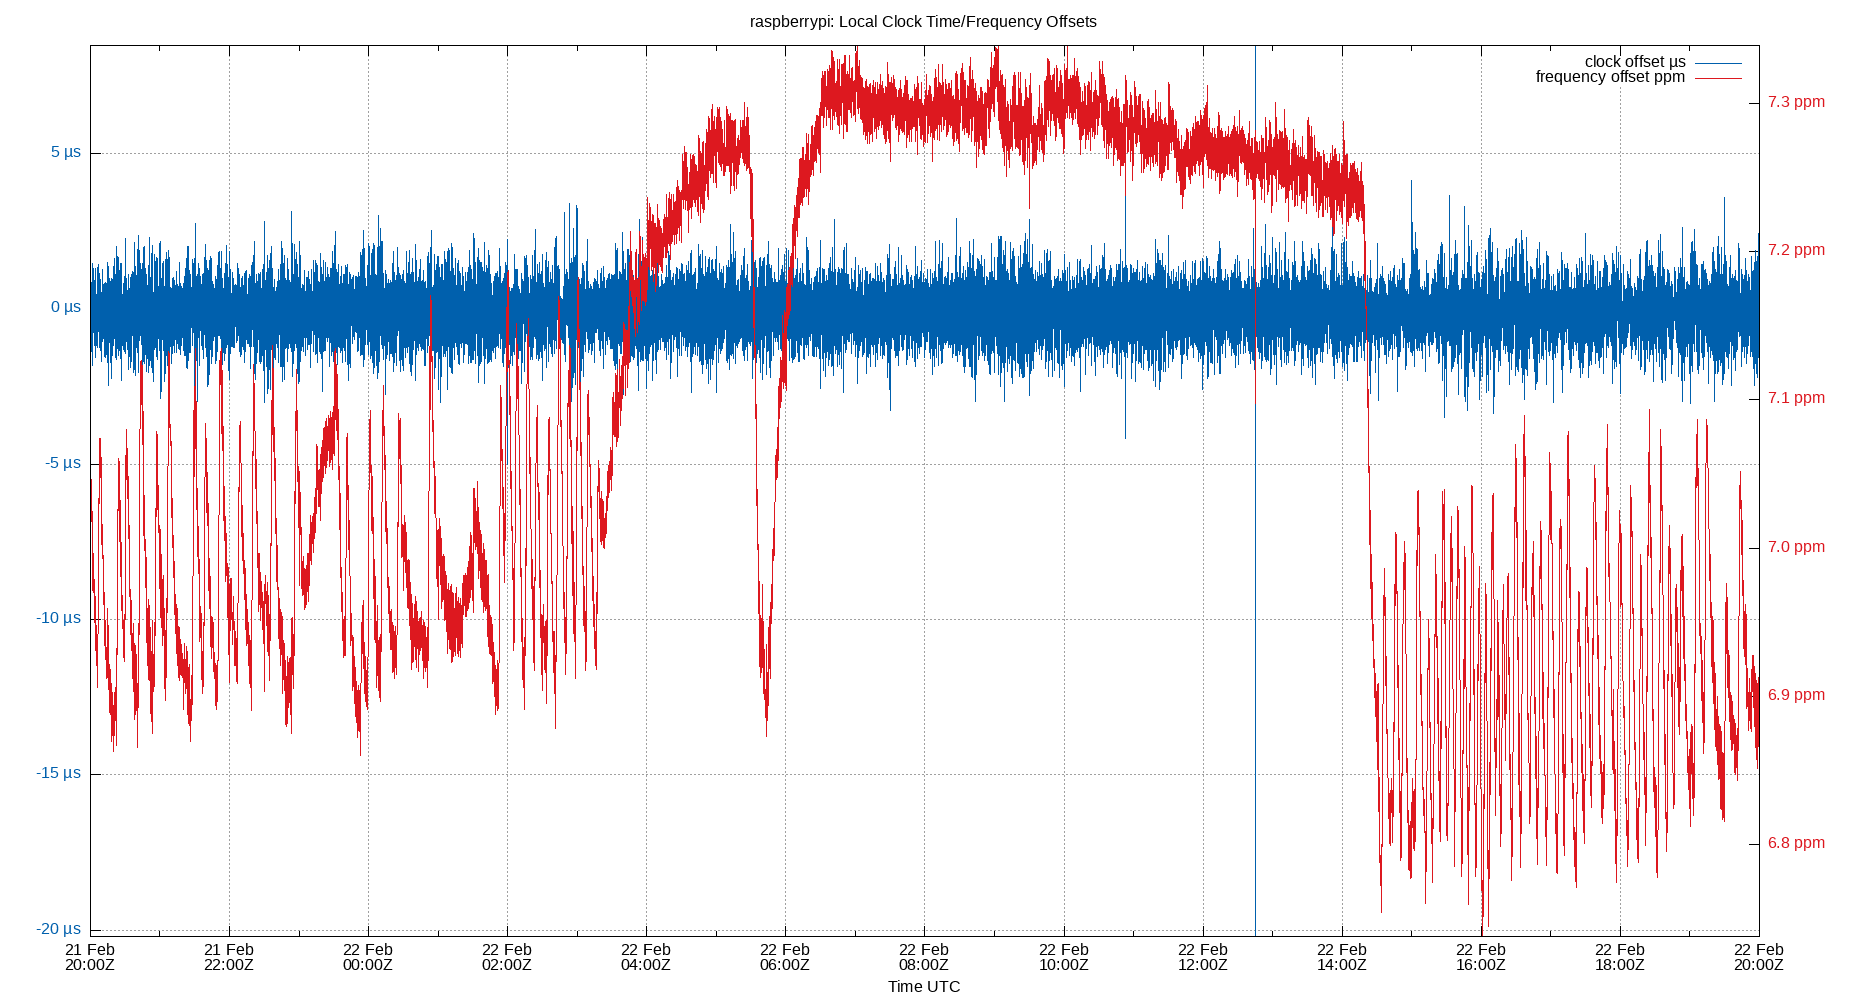 raspberrypi: Local Clock Time/Frequency Offsets
clock offset µs
frequency offset ppm
5 µs
0 µs
-5 µs
-10 µs
-15 µs
-20 µs
7.3 ppm
7.2 ppm
7.1 ppm
7.0 ppm
6.9 ppm
6.8 ppm
21 Feb 21 Feb 22 Feb 22 Feb 22 Feb 22 Feb 22 Feb 22 Feb 22 Feb 22 Feb 22 Feb 22 Feb 22 Feb
20:00Z 22:00Z 00:00Z 02:00Z 04:00Z 06:00Z 08:00Z 10:00Z 12:00Z 14:00Z 16:00Z 18:00Z 20:00Z
Time UTC